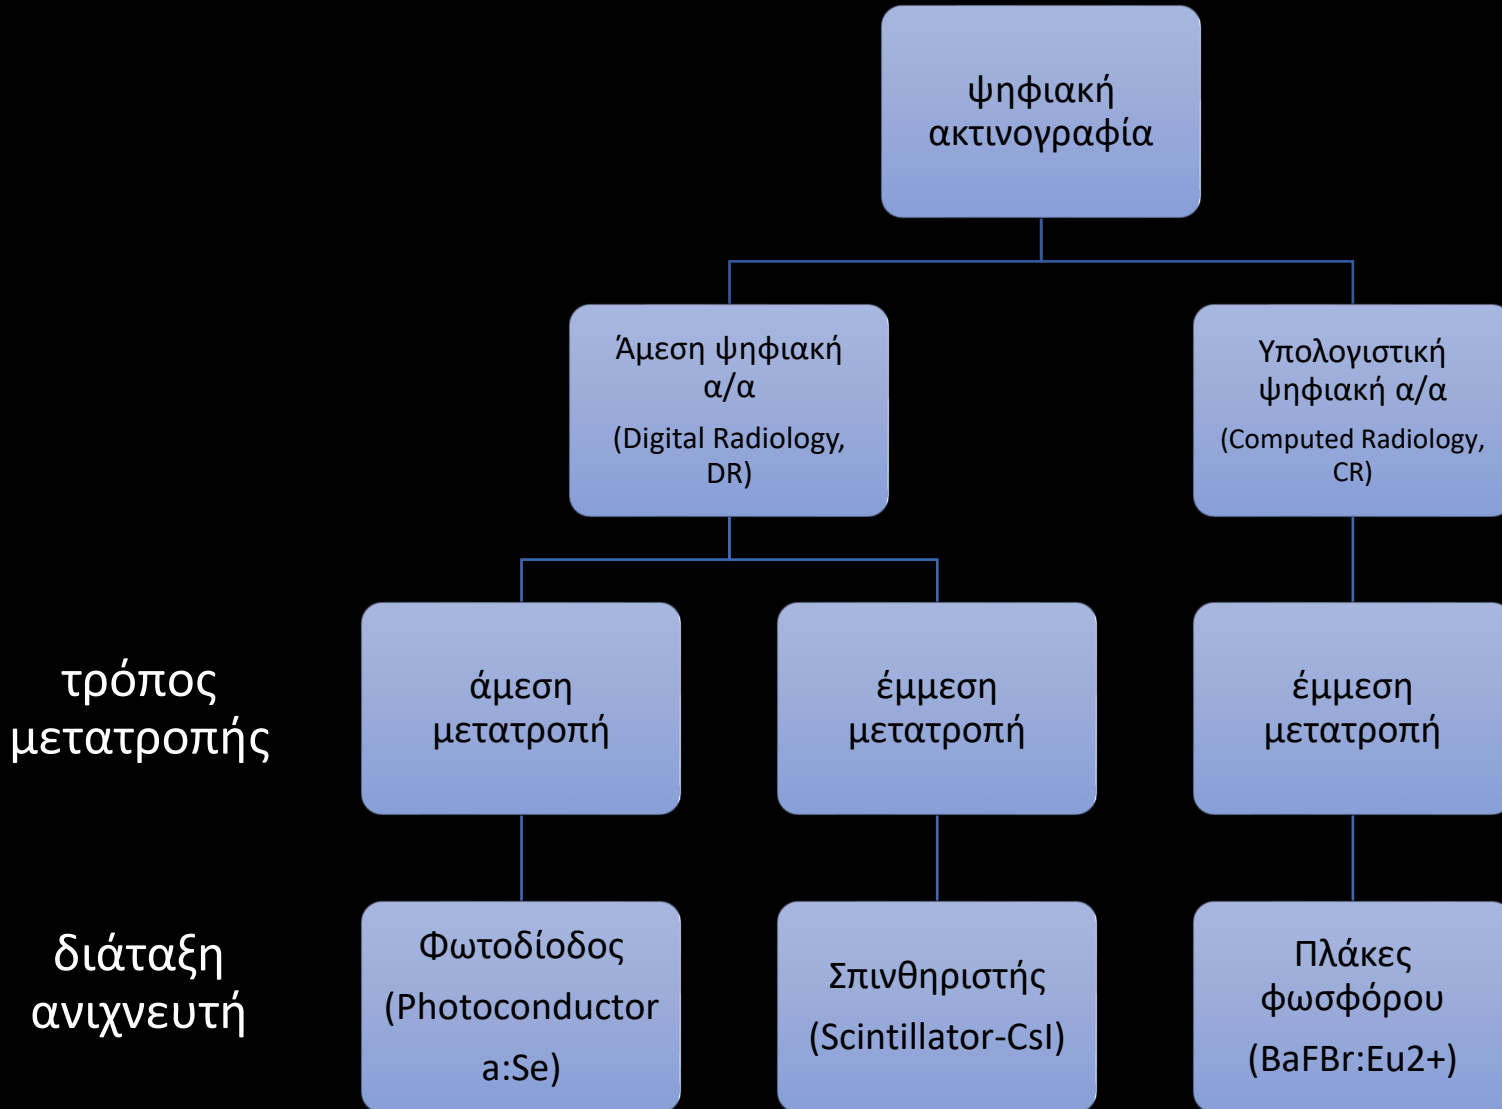 ψηφιακή
ακτινογραφία
Άμεση ψηφιακή
α/α
(Digital Radiology,
DR)
Υπολογιστική
ψηφιακή α/α
(Computed Radiology,
CR)
τρόπος
μετατροπής
άμεση
μετατροπή
έμμεση
μετατροπή
έμμεση
μετατροπή
διάταξη
ανιχνευτή
Φωτοδίοδος
(Photoconductor
a:Se)
Σπινθηριστής
(Scintillator-CsI)
Πλάκες
φωσφόρου
(BaFBr:Eu2+)